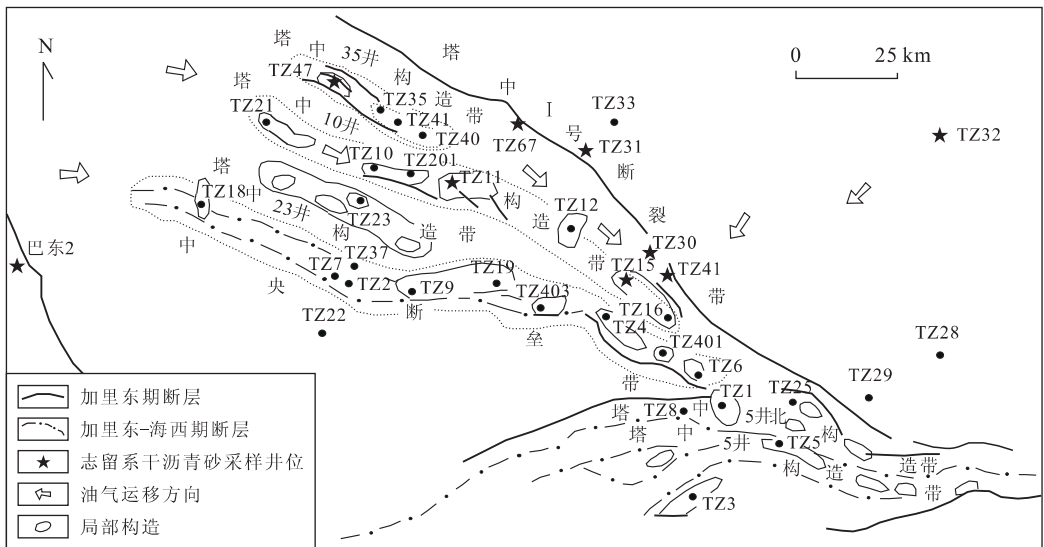 N
0 25 km
塔中35井构造带
塔中Ⅰ号断裂带
TZ47
TZ35
TZ41
TZ40
TZ33
TZ32
TZ67
TZ31
塔中10井构造带
TZ21
TZ10
TZ201
TZ11
TZ12
塔中23井构造带
TZ18
TZ23
TZ30
TZ15
TZ41
TZ16
巴东2
中央断垒带
TZ37
TZ7
TZ2
TZ9
TZ19
TZ403
TZ4
TZ401
TZ6
TZ22
TZ28
TZ29
TZ1
TZ25
TZ8
塔中5井北构造带
塔中5井构造带
TZ5
TZ3
加里东期断层
加里东-海西期断层
志留系干沥青砂采样井位
油气运移方向
局部构造